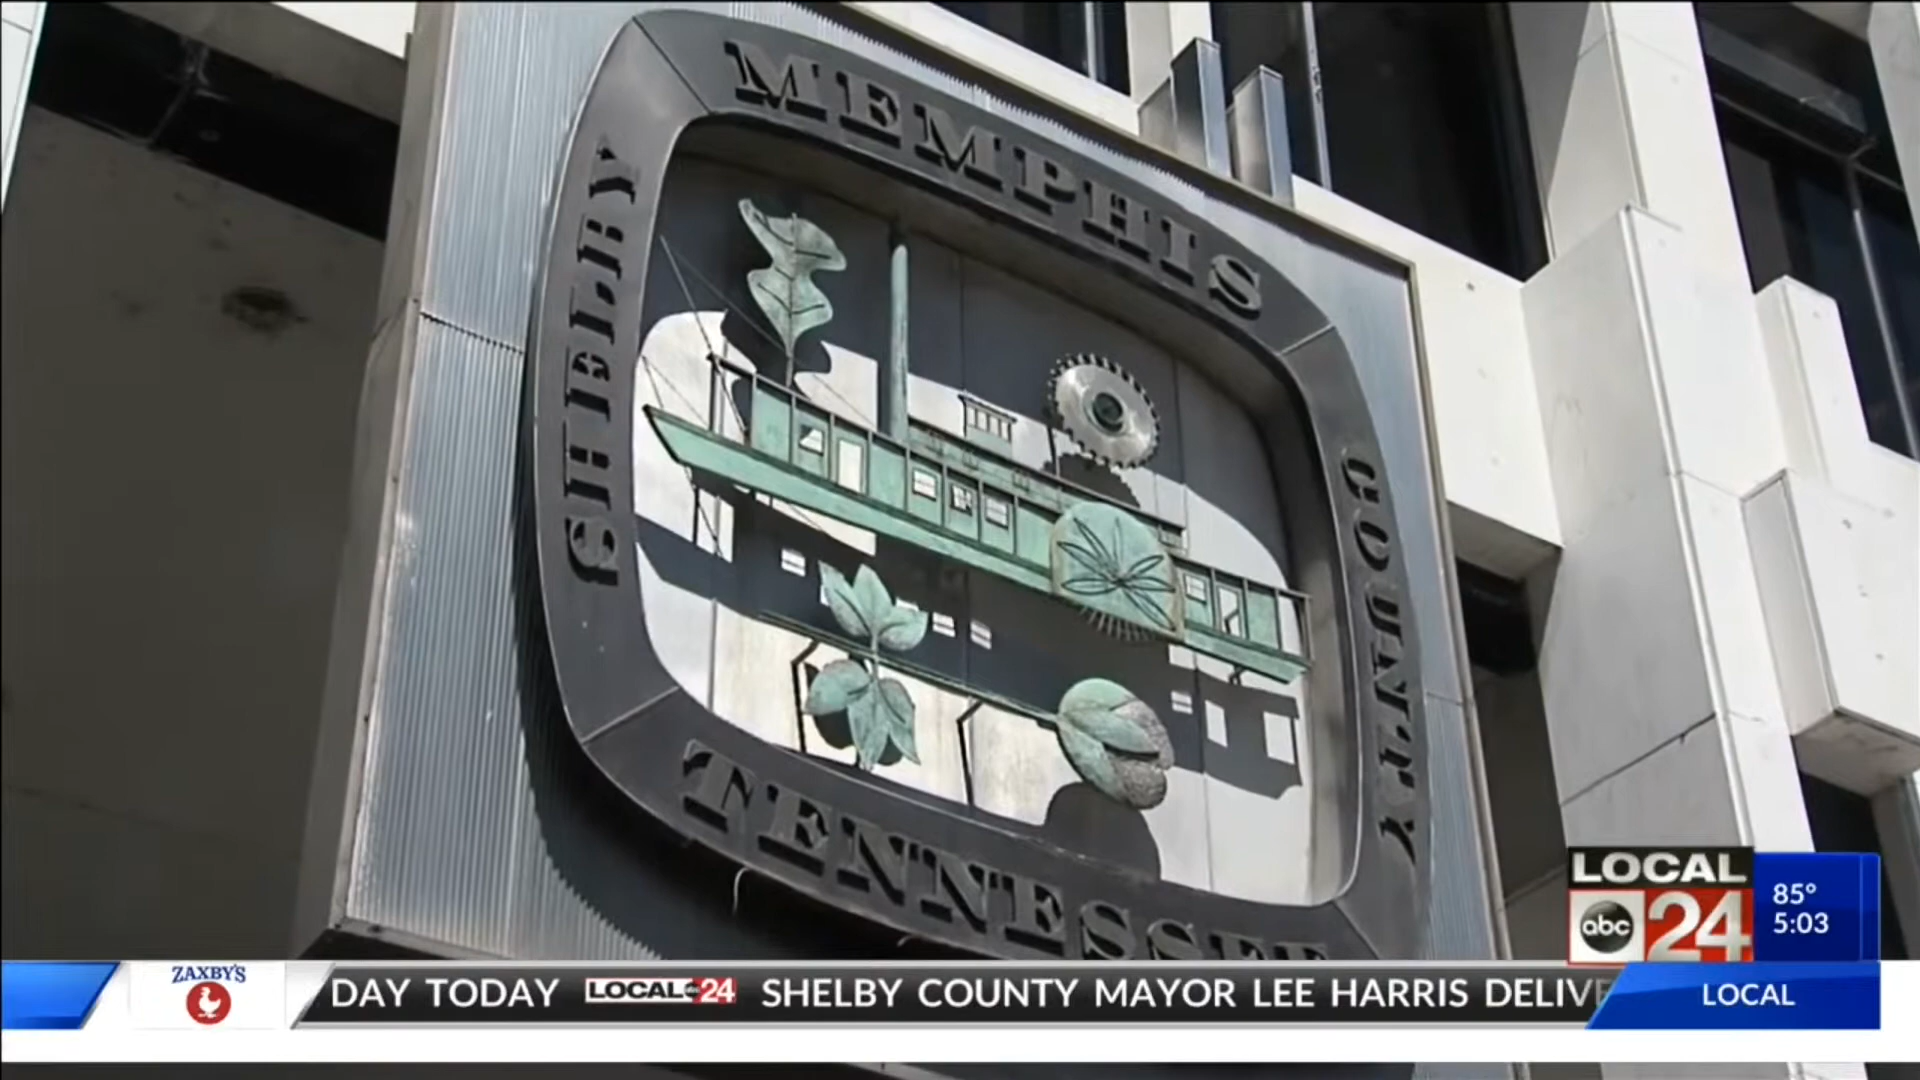 MEMPHIS
SHELBY
COUNTY
TENNESSEE
LOCAL
abc 24
85°
5:03
ZAXBY'S
DAY TODAY LOCAL abc 24 SHELBY COUNTY MAYOR LEE HARRIS DELIVE
LOCAL